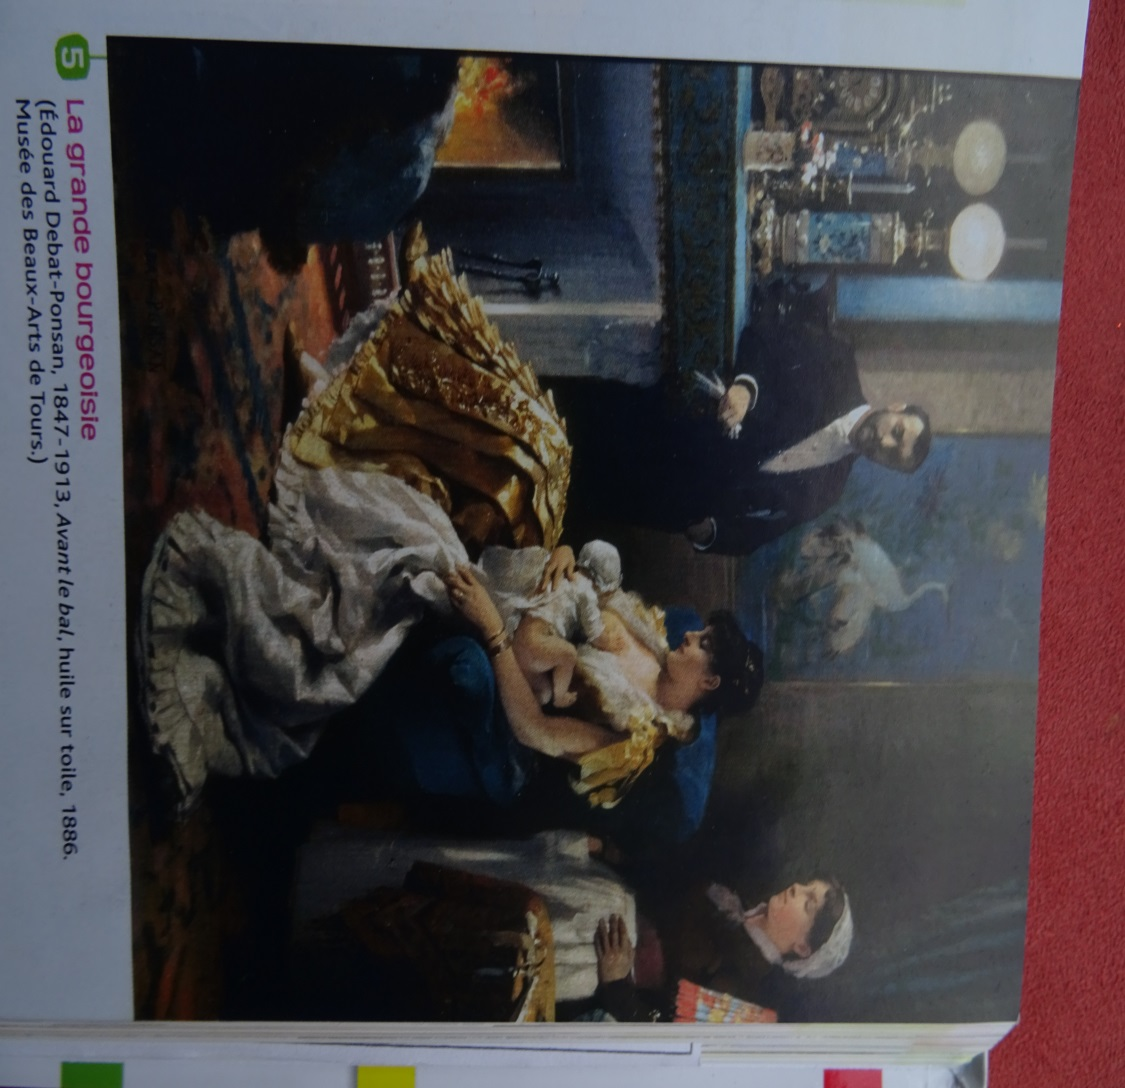 5
La grande bourgeoisie
(Édouard Debat-Ponsan, 1847-1913, Avant le bal, huile sur toile, 1886.
Musée des Beaux-Arts de Tours.)